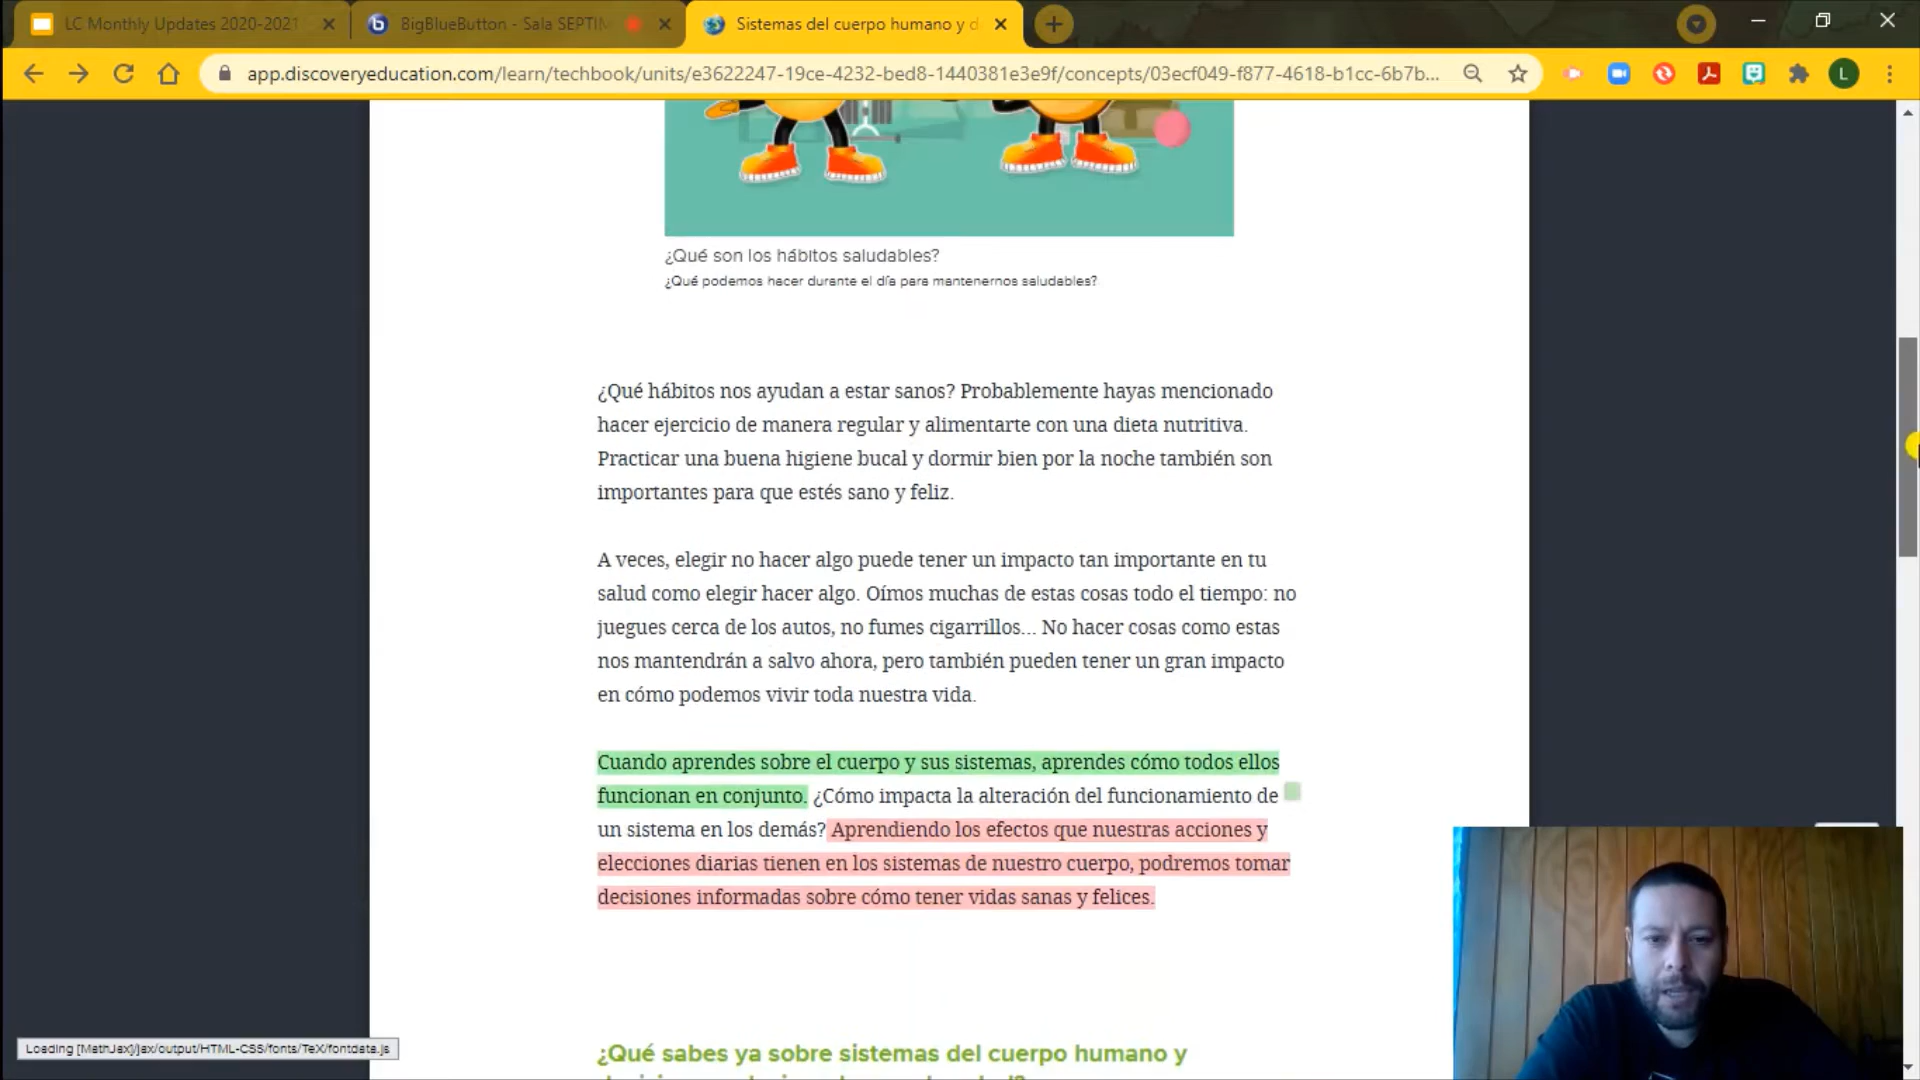 LC Monthly Updates 2020-2021
BigBlueButton - Sala SEPTIM
Sistemas del cuerpo humano y d
app.discoveryeducation.com/learn/techbook/units/e3622247-19ce-4232-bed8-1440381e3e9f/concepts/03ecf049-f877-4618-b1cc-6b7b...
L
¿Qué son los hábitos saludables?
¿Qué podemos hacer durante el día para mantenernos saludables?
¿Qué hábitos nos ayudan a estar sanos? Probablemente hayas mencionado
hacer ejercicio de manera regular y alimentarte con una dieta nutritiva.
Practicar una buena higiene bucal y dormir bien por la noche también son
importantes para que estés sano y feliz.
A veces, elegir no hacer algo puede tener un impacto tan importante en tu
salud como elegir hacer algo. Oímos muchas de estas cosas todo el tiempo: no
juegues cerca de los autos, no fumes cigarrillos... No hacer cosas como estas
nos mantendrán a salvo ahora, pero también pueden tener un gran impacto
en cómo podemos vivir toda nuestra vida.
Cuando aprendes sobre el cuerpo y sus sistemas, aprendes cómo todos ellos
funcionan en conjunto. ¿Cómo impacta la alteración del funcionamiento de
un sistema en los demás? Aprendiendo los efectos que nuestras acciones y
elecciones diarias tienen en los sistemas de nuestro cuerpo, podremos tomar
decisiones informadas sobre cómo tener vidas sanas y felices.
¿Qué sabes ya sobre sistemas del cuerpo humano y
Loading [MathJax]/jax/output/HTML-CSS/fonts/TeX/fontdata.js